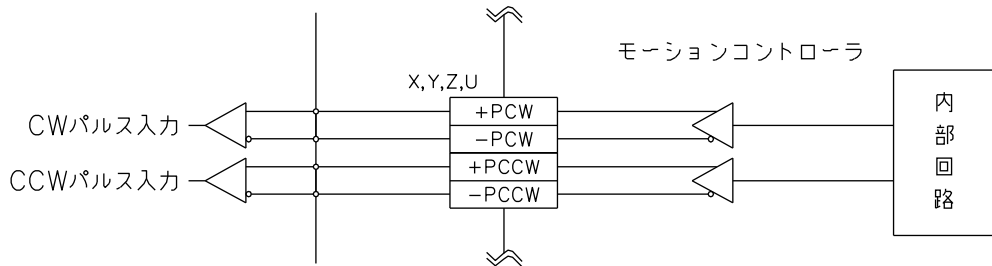 モーションコントローラ
X,Y,Z,U
CWパルス入力
+PCW
-PCW
CCWパルス入力
+PCCW
-PCCW
内部回路